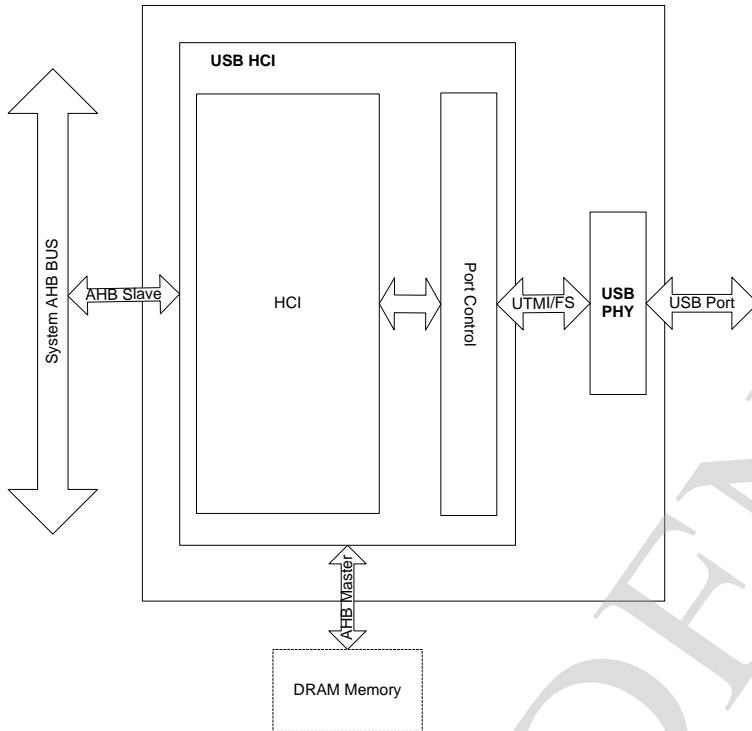 USB HCI
System AHB BUS
AHB Slave
HCI
Port Control
UTMI/FS
USB
PHY
USB Port
AHB Master
DRAM Memory